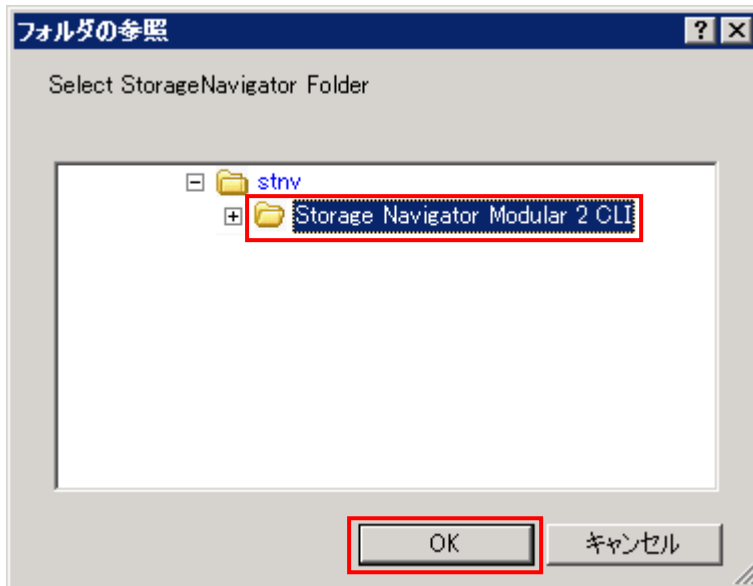 フォルダの参照
Select StorageNavigator Folder
stnv
Storage Navigator Modular 2 CLI
OK
キャンセル